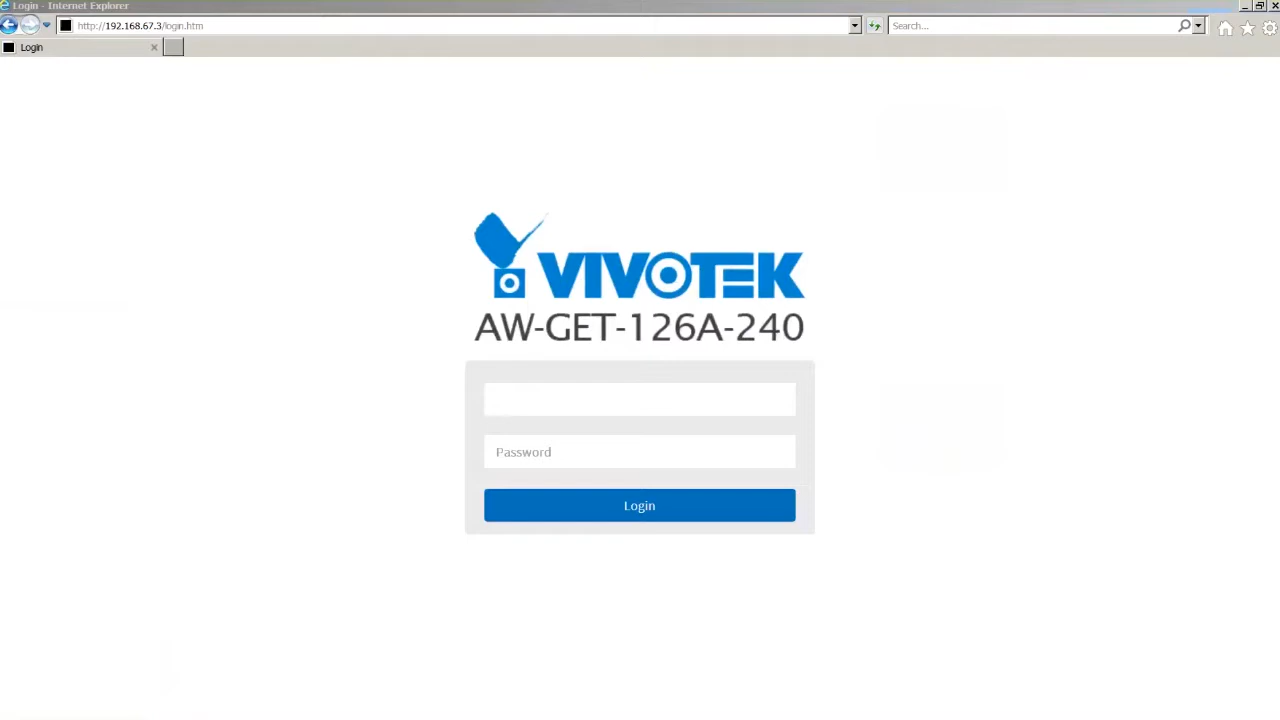 Login - Internet Explorer
http://192.168.67.3/login.htm
Search...
Login
VIVOTEK
AW-GET-126A-240
Password
Login